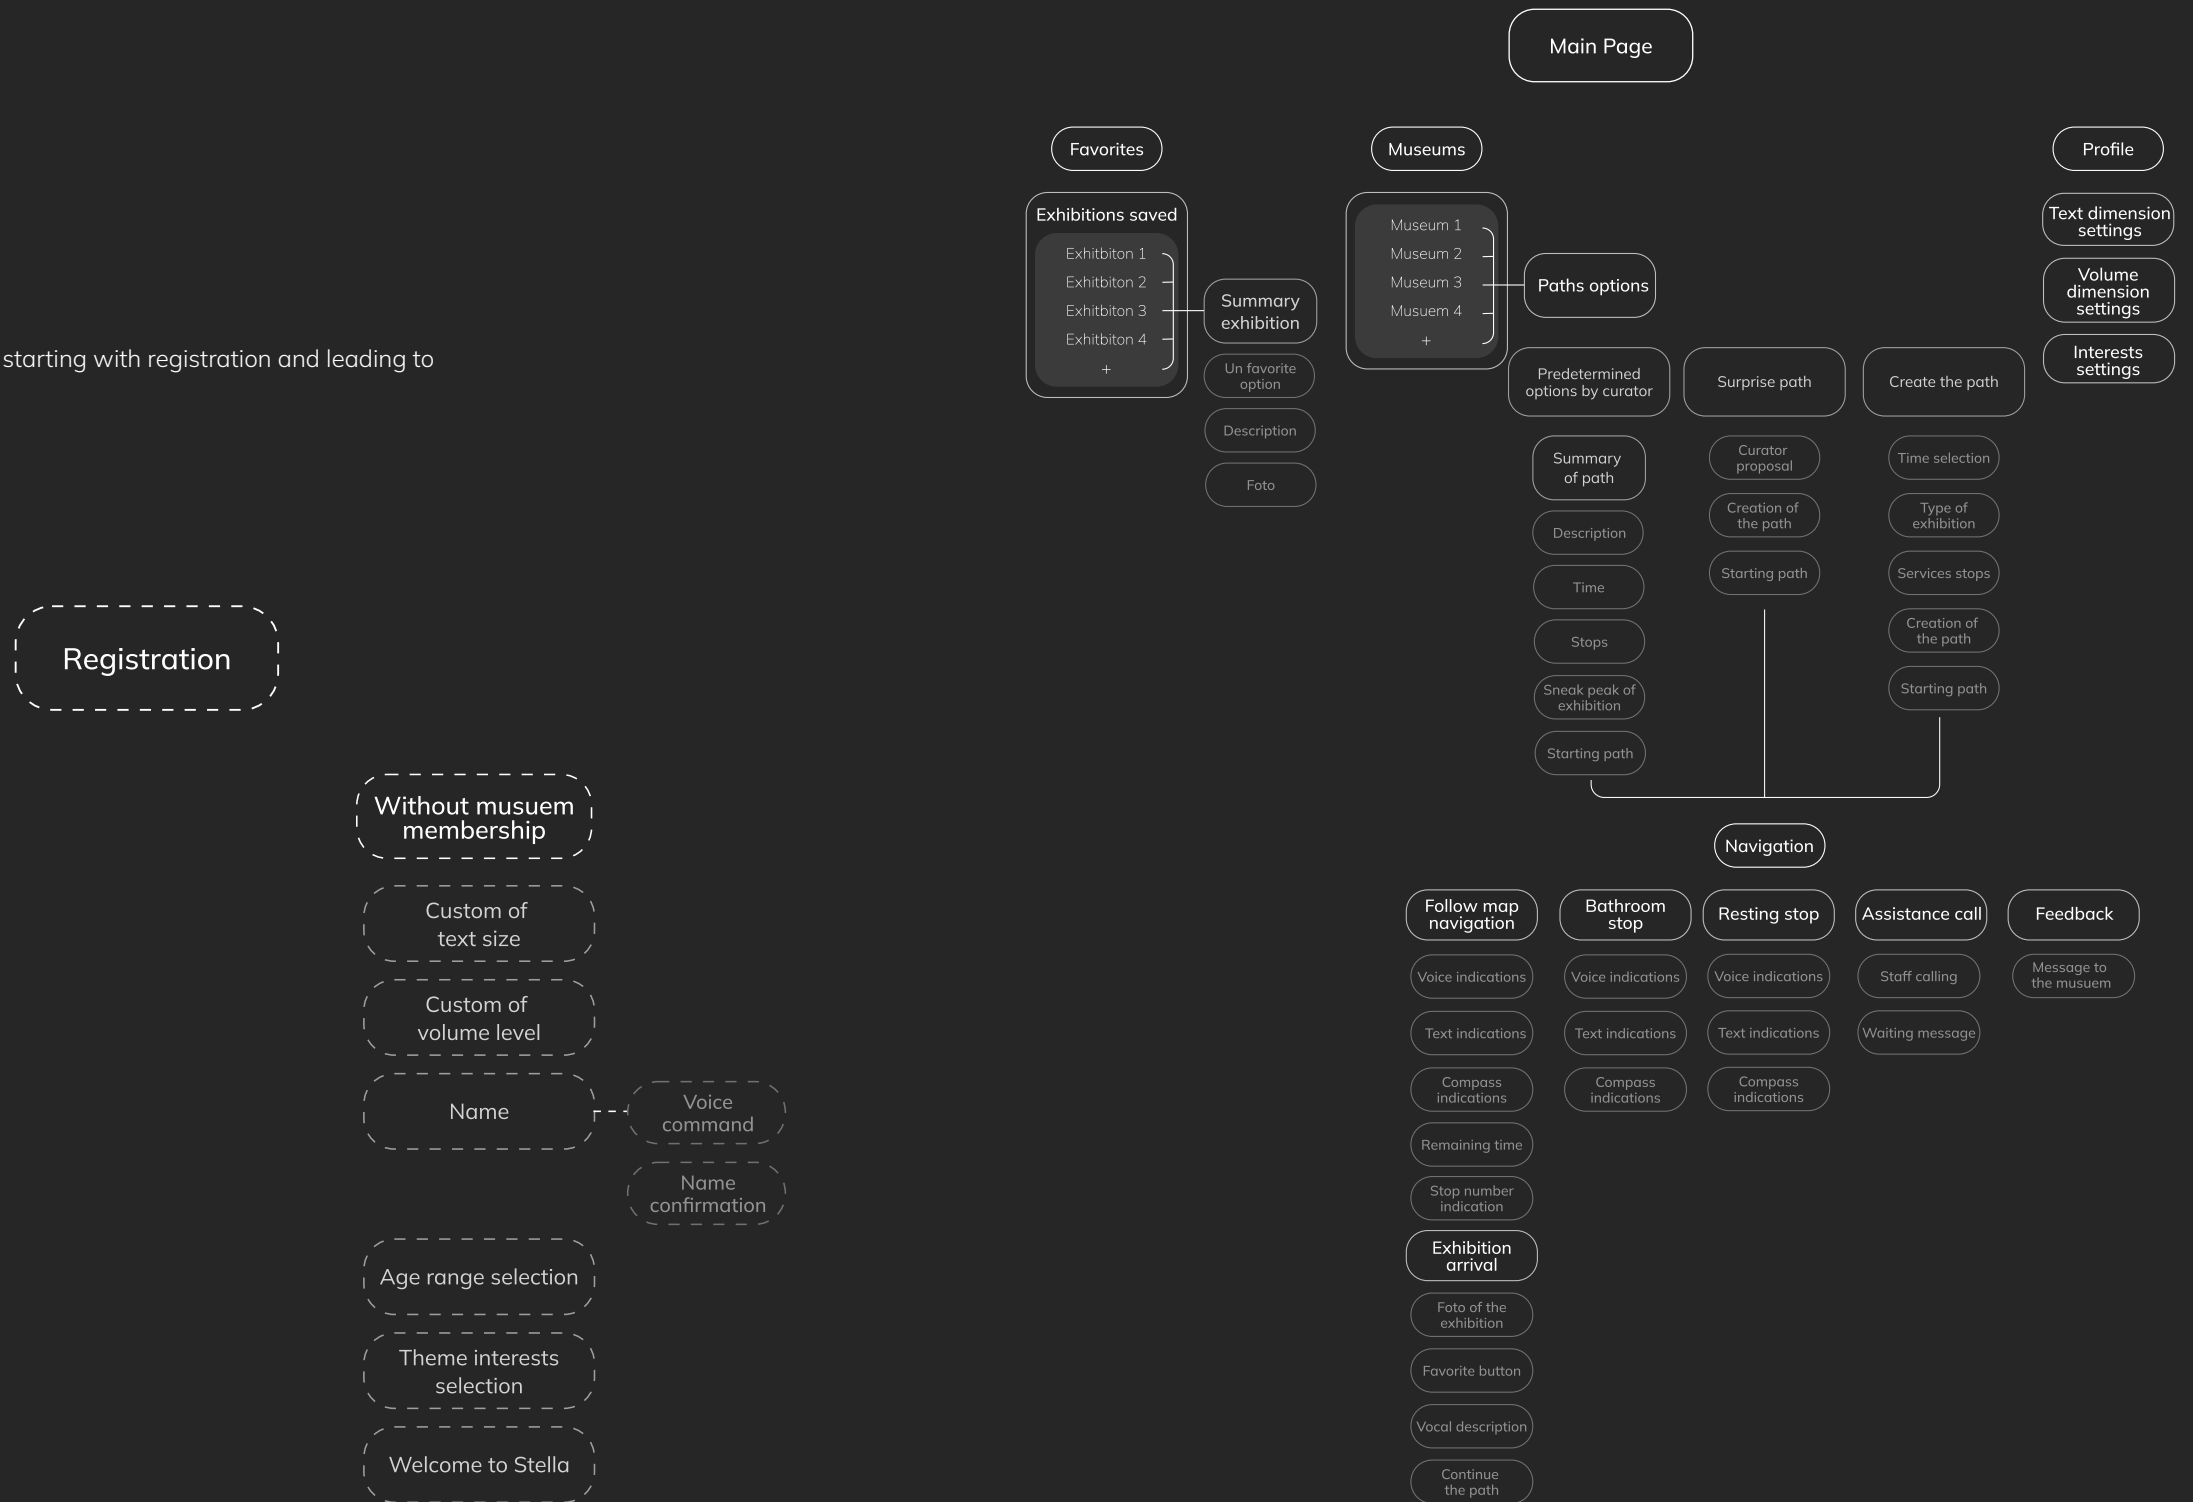 starting with registration and leading to
Registration
Without musuem
membership
Custom of
text size
Custom of
volume level
Name
Voice
command
Name
confirmation
Age range selection
Theme interests
selection
Welcome to Stella
Main Page
Favorites
Exhibitions saved
Exhitbiton 1
Exhitbiton 2
Exhitbiton 3
Exhitbiton 4
+
Summary
exhibition
Un favorite
option
Description
Foto
Museums
Museum 1
Museum 2
Museum 3
Musuem 4
+
Paths options
Predetermined
options by curator
Summary
of path
Description
Time
Stops
Sneak peak of
exhibition
Starting path
Surprise path
Curator
proposal
Creation of
the path
Starting path
Create the path
Time selection
Type of
exhibition
Services stops
Creation of
the path
Starting path
Profile
Text dimension
settings
Volume
dimension
settings
Interests
settings
Navigation
Follow map
navigation
Voice indications
Text indications
Compass
indications
Remaining time
Stop number
indication
Exhibition
arrival
Foto of the
exhibition
Favorite button
Vocal description
Continue
the path
Bathroom
stop
Voice indications
Text indications
Compass
indications
Resting stop
Voice indications
Text indications
Compass
indications
Assistance call
Staff calling
Waiting message
Feedback
Message to
the musuem